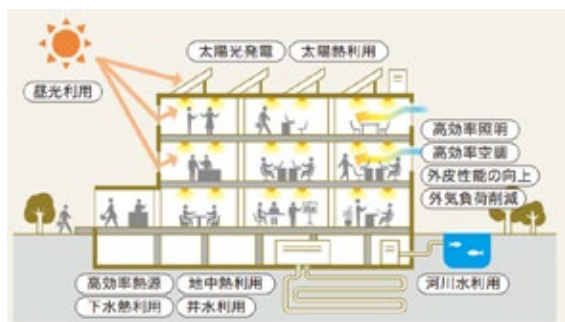 太陽光発電 太陽熱利用
昼光利用
高効率照明
高効率空調
外皮性能の向上
外気負荷削減
高効率熱源 地中熱利用 河川水利用
下水熱利用 井水利用